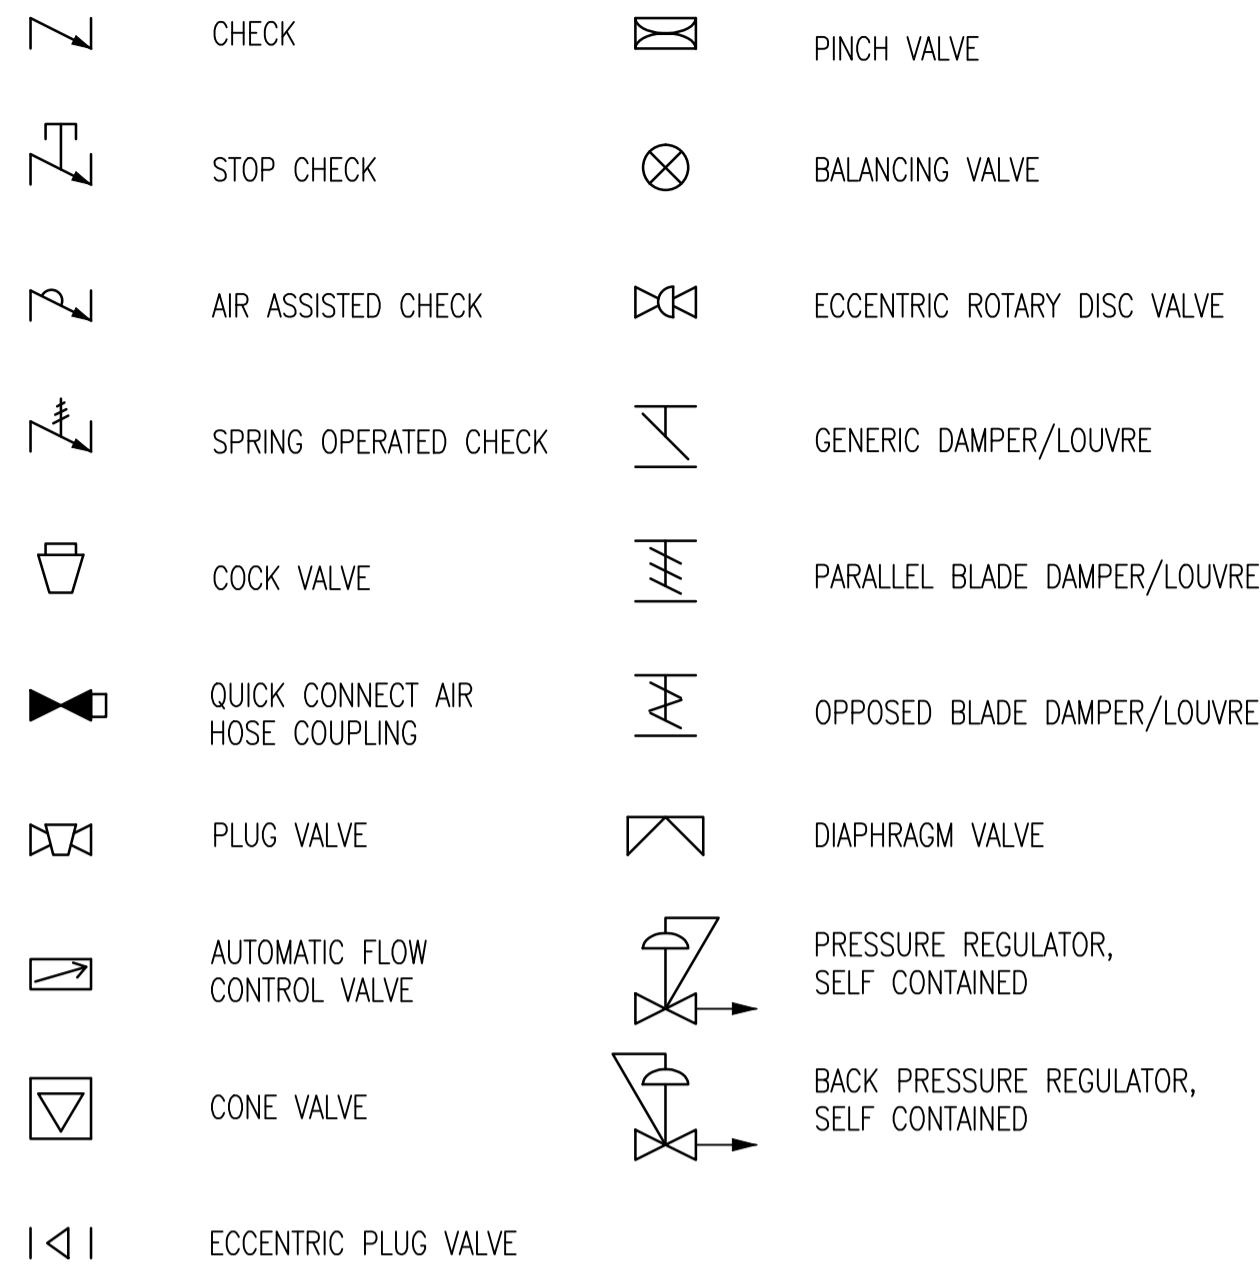 CHECK
STOP CHECK
AIR ASSISTED CHECK
SPRING OPERATED CHECK
COCK VALVE
QUICK CONNECT AIR
HOSE COUPLING
PLUG VALVE
AUTOMATIC FLOW
CONTROL VALVE
CONE VALVE
ECCENTRIC PLUG VALVE
PINCH VALVE
BALANCING VALVE
ECCENTRIC ROTARY DISC VALVE
GENERIC DAMPER/LOUVRE
PARALLEL BLADE DAMPER/LOUVRE
OPPOSED BLADE DAMPER/LOUVRE
DIAPHRAGM VALVE
PRESSURE REGULATOR,
SELF CONTAINED
BACK PRESSURE REGULATOR,
SELF CONTAINED